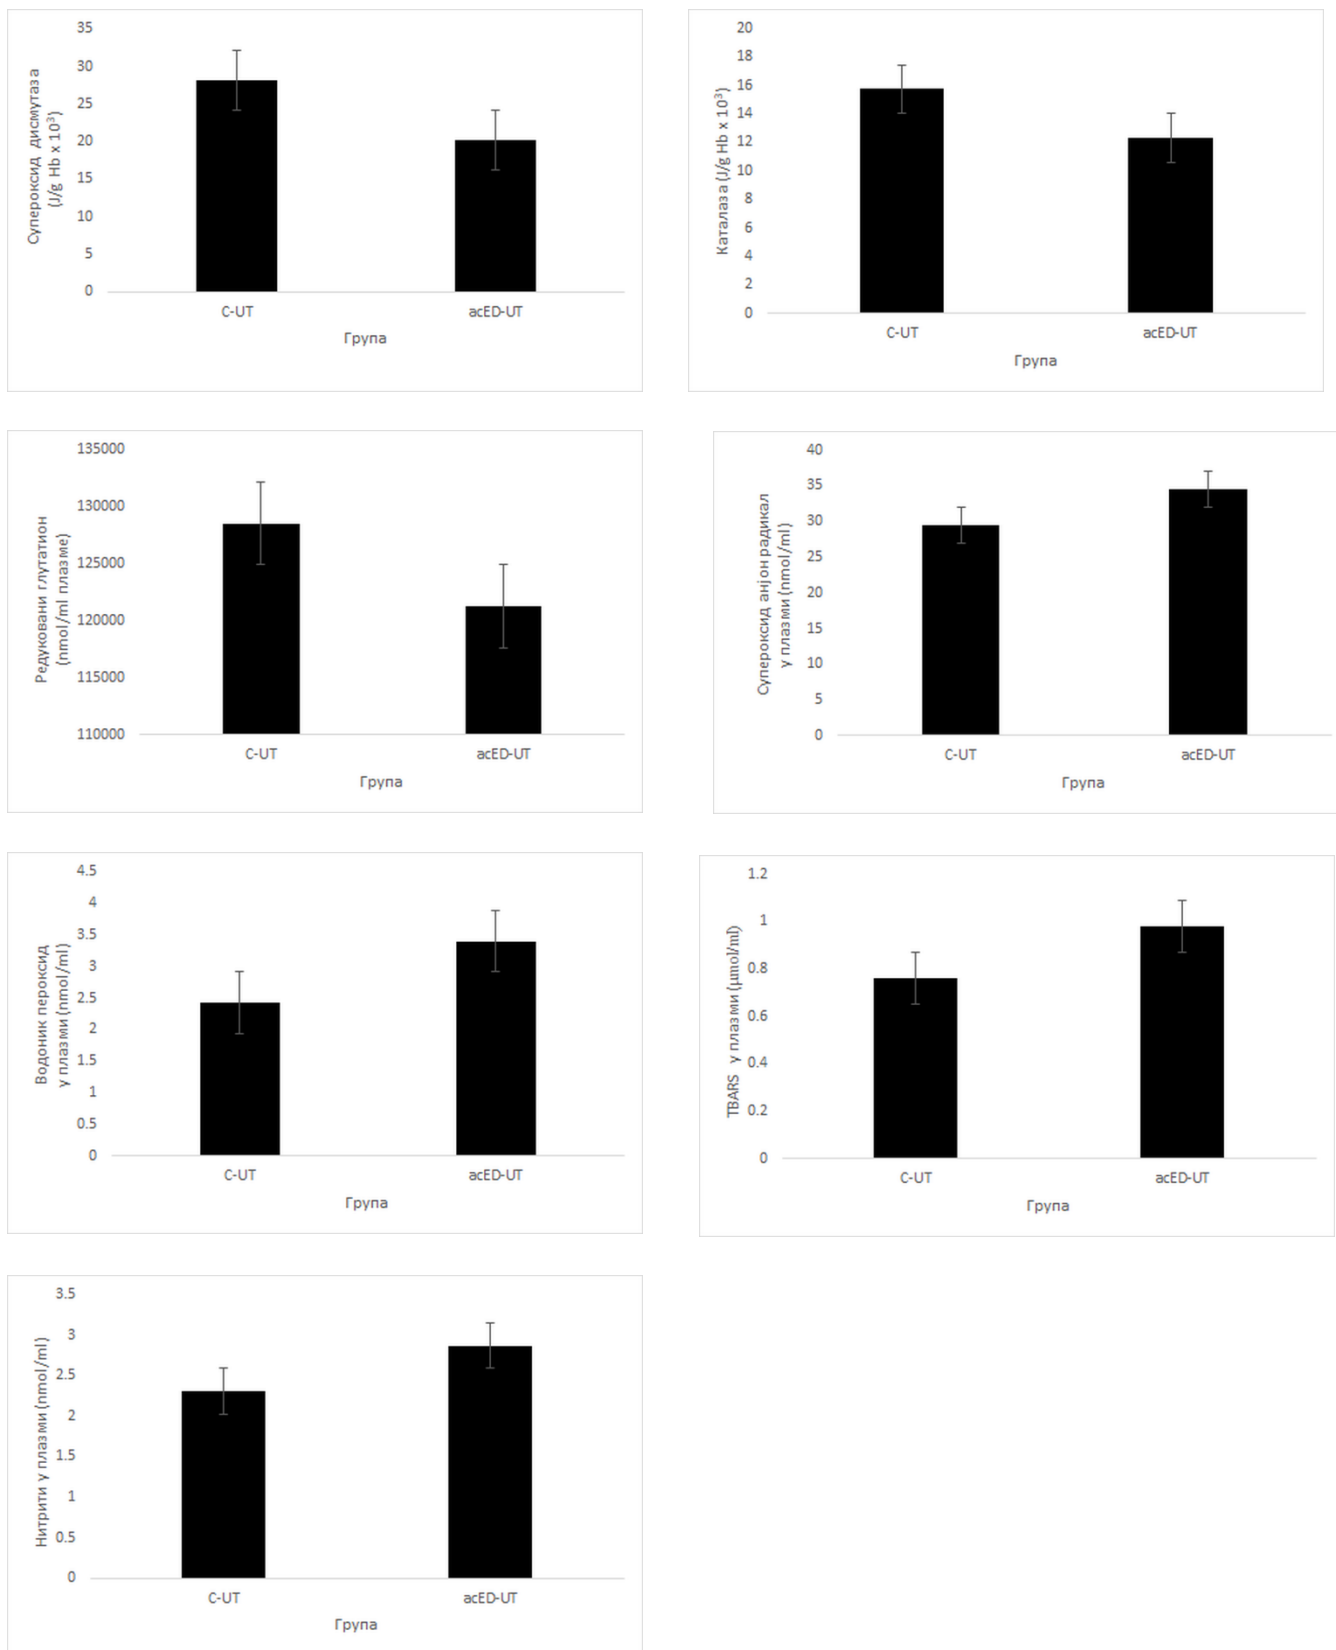 35
30
25
20
15
10
5
0
Супероксид дисмутаза
(J/g Hb x 10³)
C-UT
acED-UT
Група
20
18
16
14
12
10
8
6
4
2
0
Каталаза (J/g Hb x 10³)
C-UT
acED-UT
Група
135000
130000
125000
120000
115000
110000
Редуковани глутатион
(nmol/ml плазме)
C-UT
acED-UT
Група
40
35
30
25
20
15
10
5
0
Супероксид анјон радикал
у плазми (nmol/ml)
C-UT
acED-UT
Група
4.5
4
3.5
3
2.5
2
1.5
1
0.5
0
Водоник пероксид
у плазми (nmol/ml)
C-UT
acED-UT
Група
1.2
1
0.8
0.6
0.4
0.2
0
TBARS у плазми (μmol/ml)
C-UT
acED-UT
Група
3.5
3
2.5
2
1.5
1
0.5
0
Нитрити у плазми (nmol/ml)
C-UT
acED-UT
Група